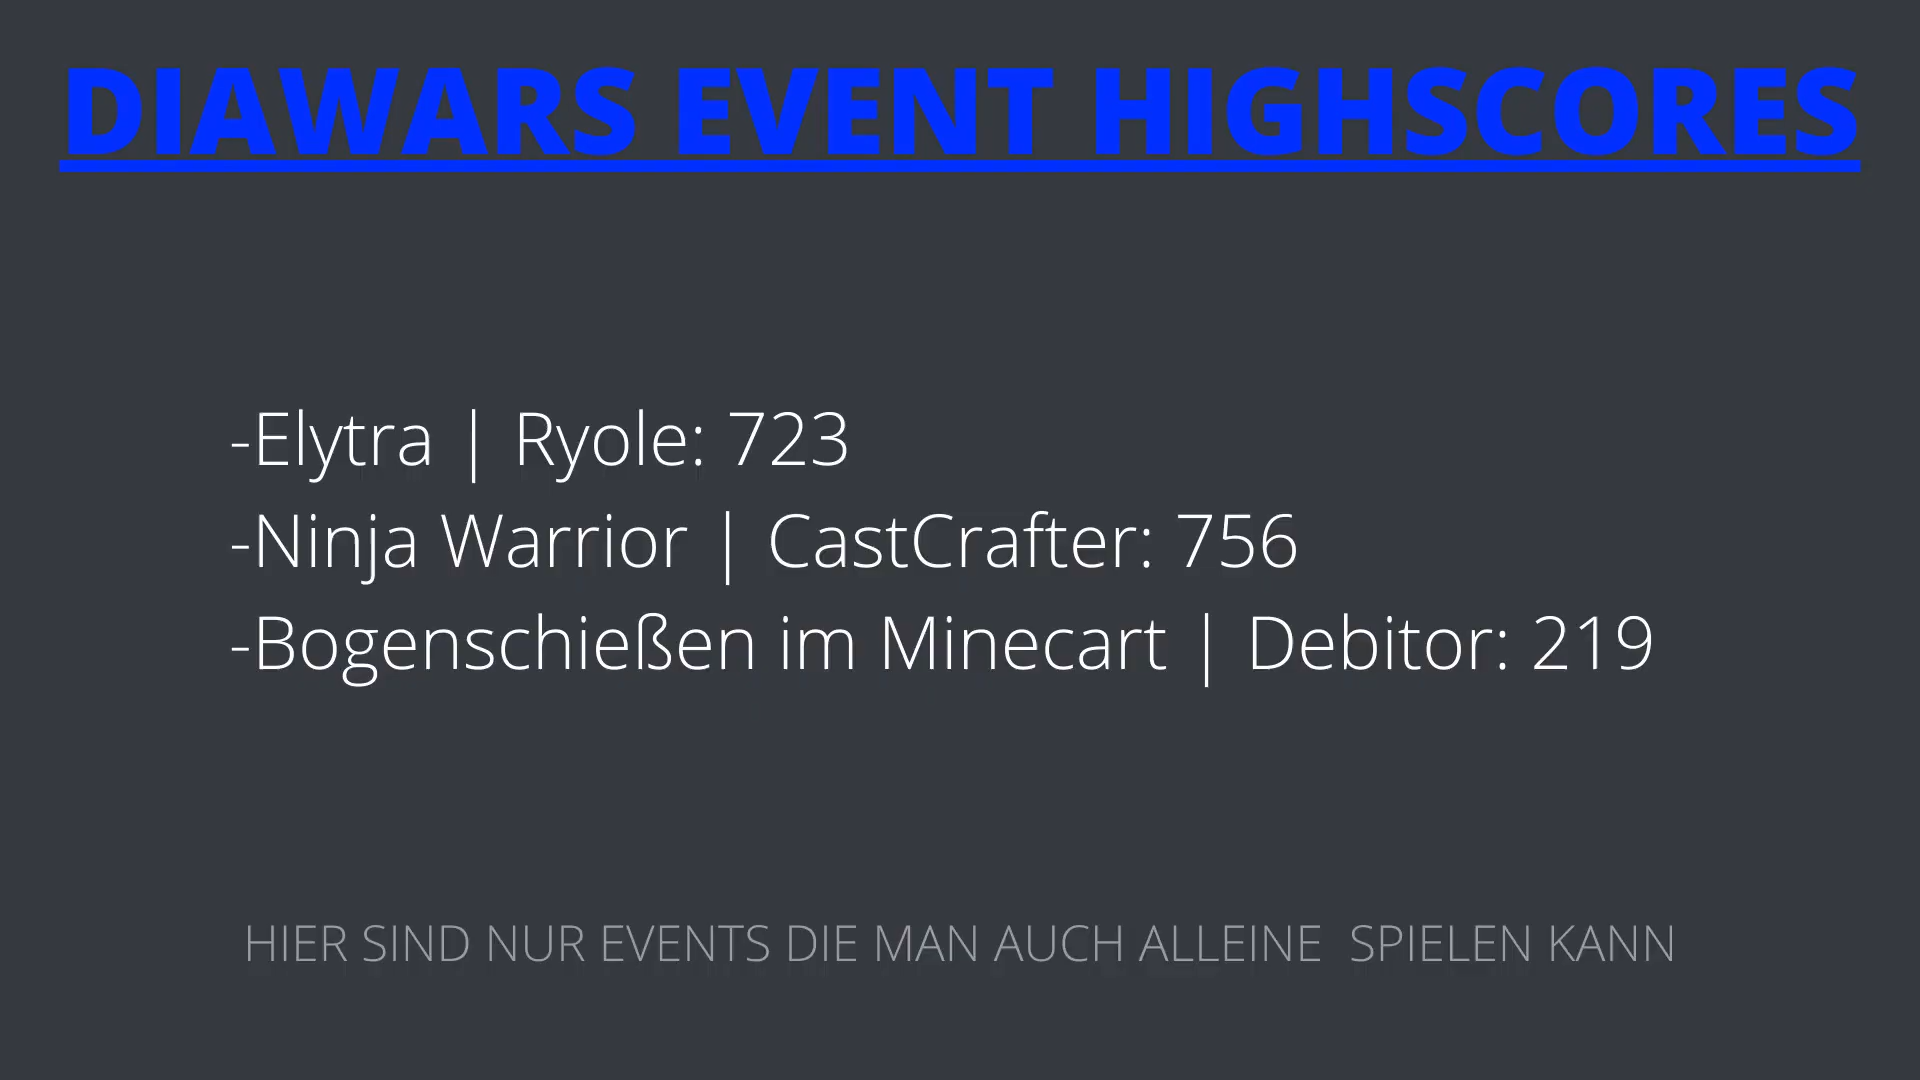 DIAWARS EVENT HIGHSCORES
-Elytra | Ryole: 723
-Ninja Warrior | CastCrafter: 756
-Bogenschießen im Minecart | Debitor: 219
HIER SIND NUR EVENTS DIE MAN AUCH ALLEINE  SPIELEN KANN